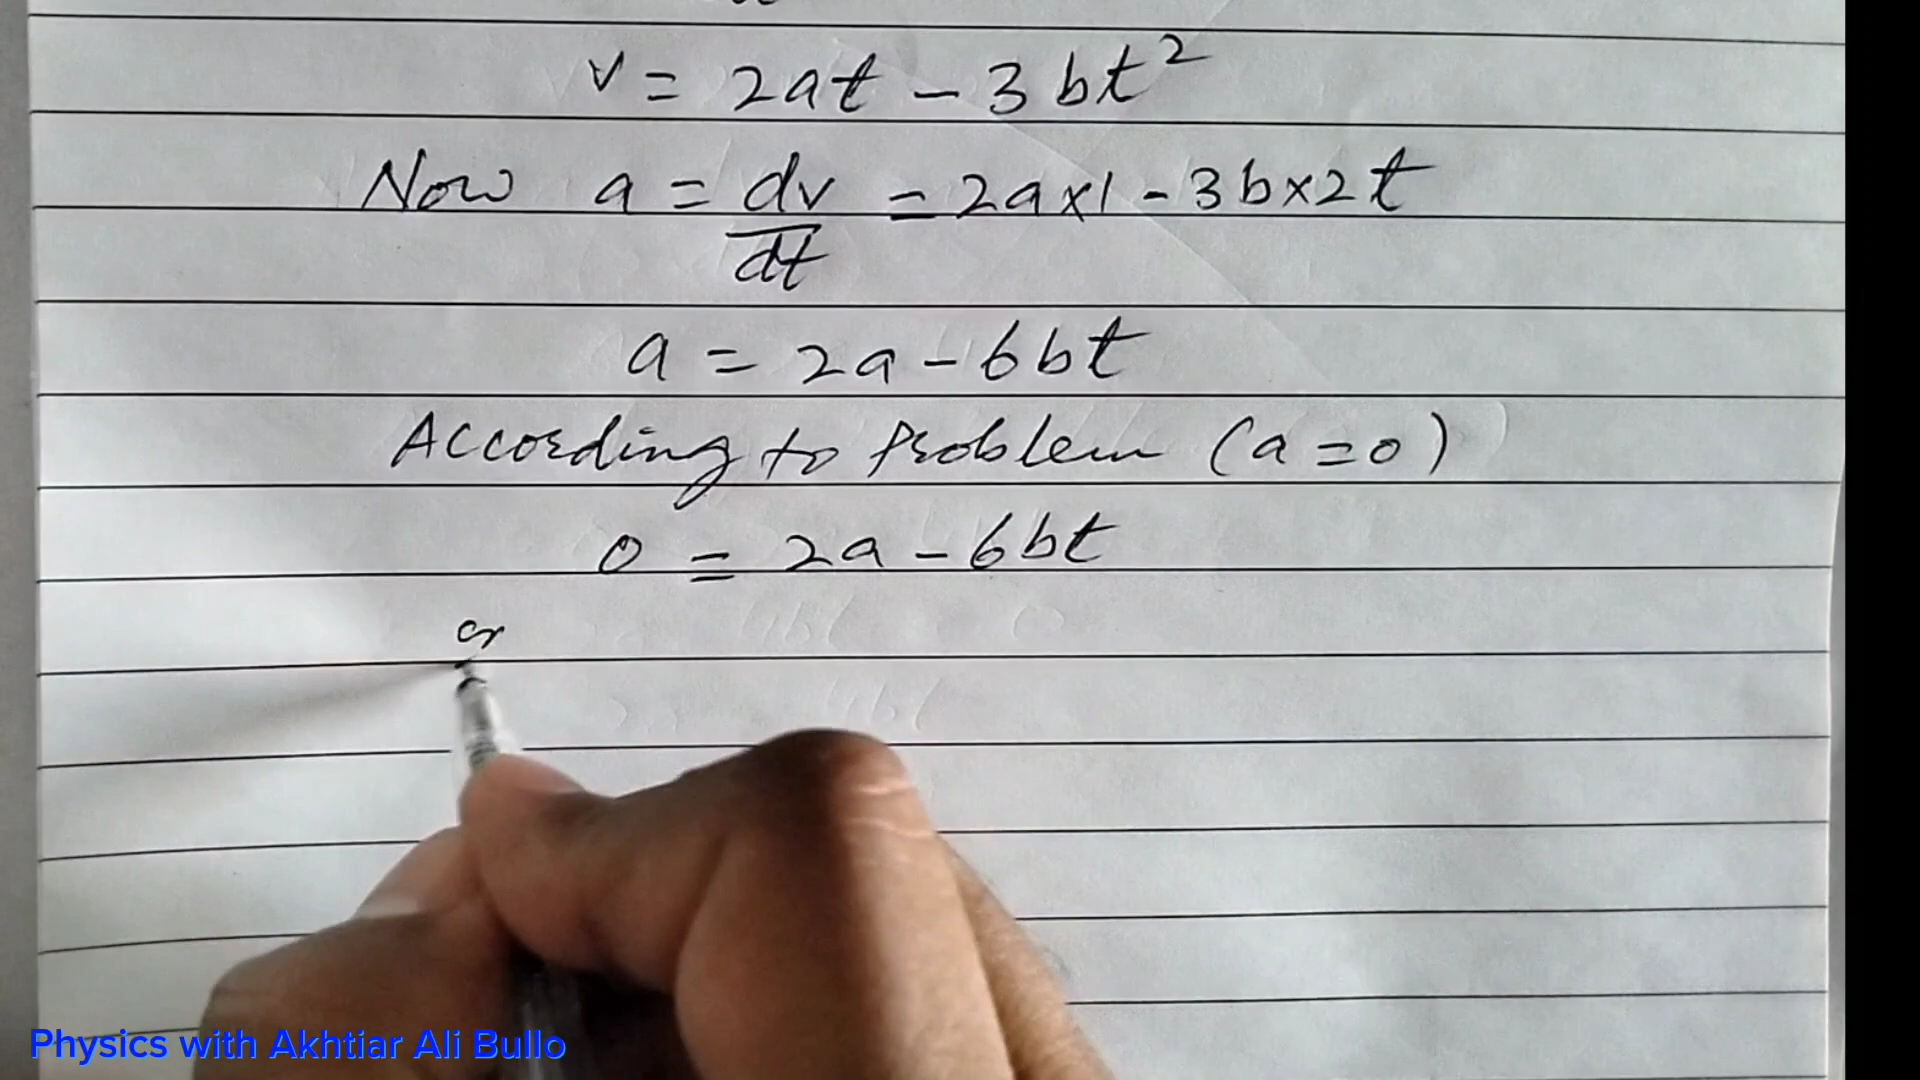 v = 2at - 3bt²
Now a = dv/dt = 2a×1 - 3b×2t
a = 2a - 6bt
According to Problem (a=0)
0 = 2a - 6bt
or
Physics with Akhtiar Ali Bullo